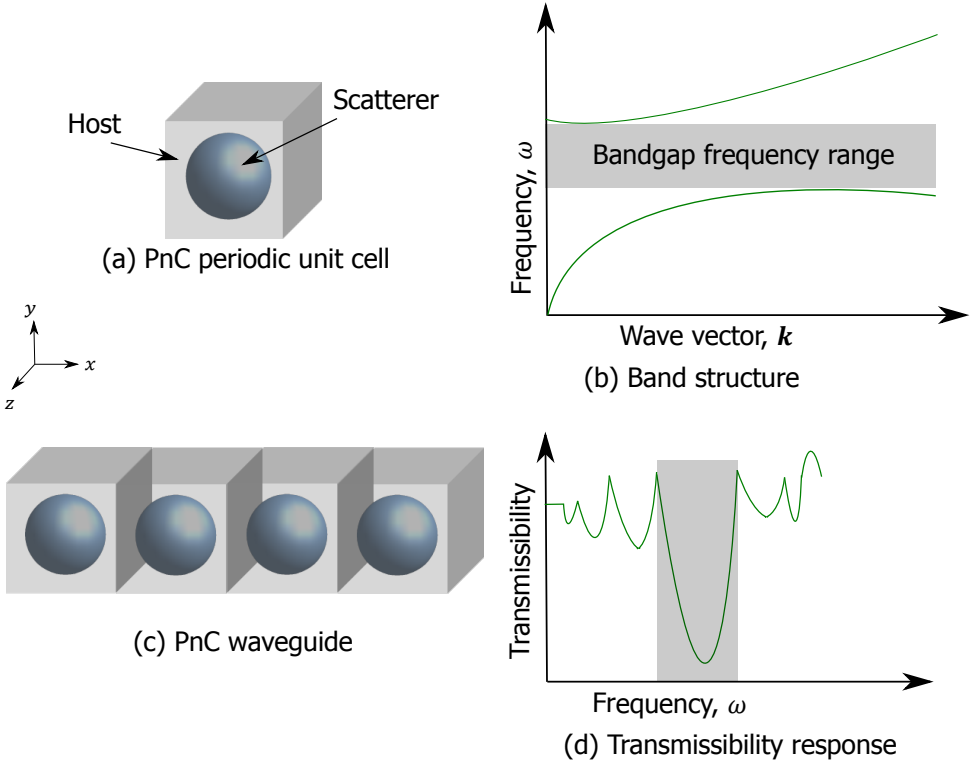 Host
Scatterer
(a) PnC periodic unit cell
Frequency, ω
Bandgap frequency range
Wave vector, k
(b) Band structure
y
x
z
(c) PnC waveguide
Transmissibility
Frequency, ω
(d) Transmissibility response